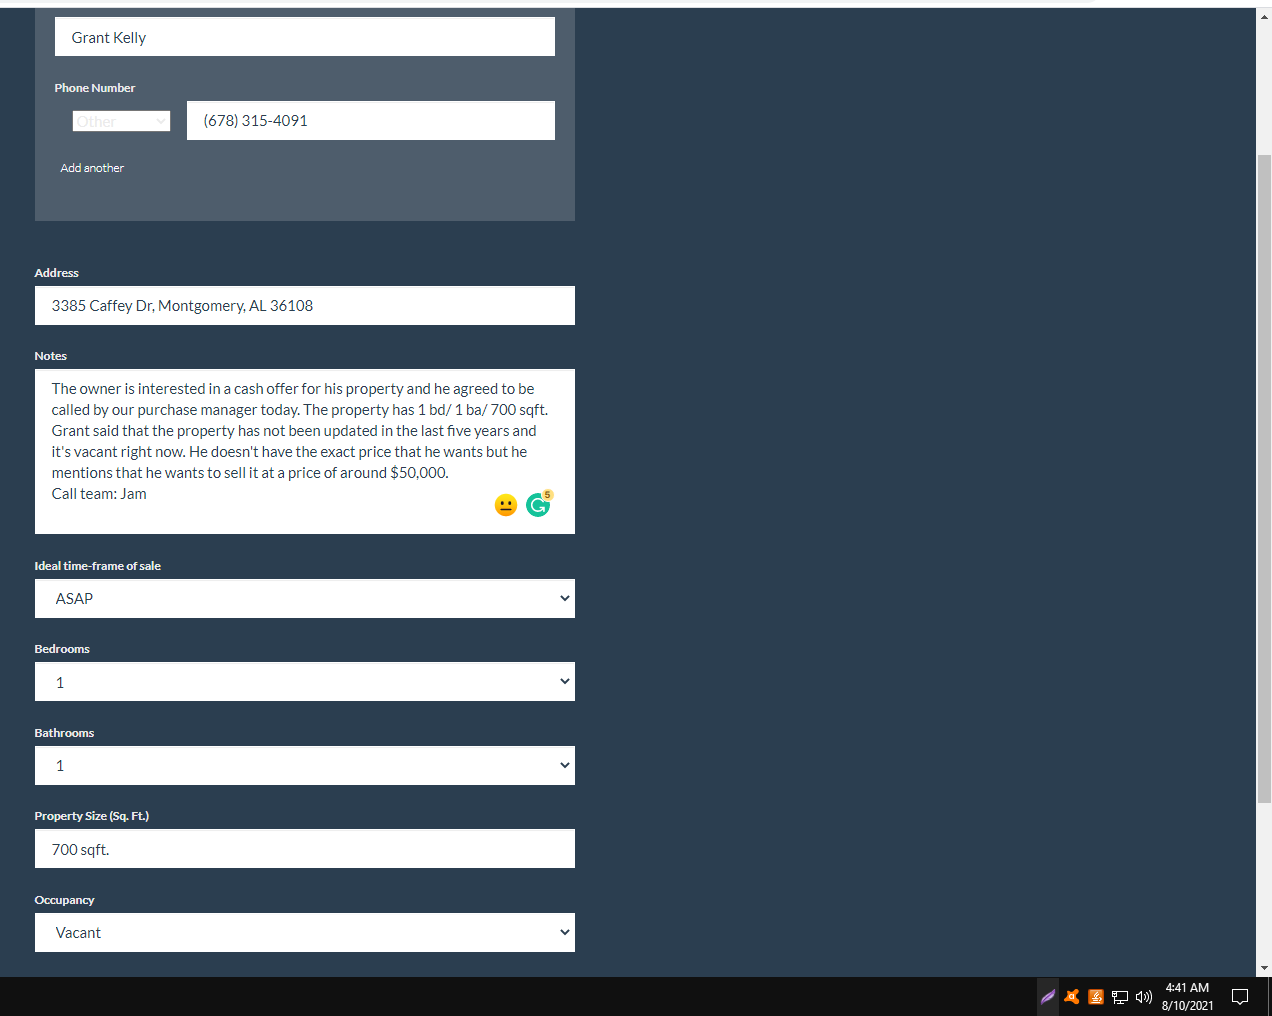 Grant Kelly
Phone Number
Other
(678) 315-4091
Add another
Address
3385 Caffey Dr, Montgomery, AL 36108
Notes
The owner is interested in a cash offer for his property and he agreed to be
called by our purchase manager today. The property has 1 bd/ 1 ba/ 700 sqft.
Grant said that the property has not been updated in the last five years and
it's vacant right now. He doesn't have the exact price that he wants but he
mentions that he wants to sell it at a price of around $50,000.
Call team: Jam
5
Ideal time-frame of sale
ASAP
Bedrooms
1
Bathrooms
1
Property Size (Sq. Ft.)
700 sqft.
Occupancy
Vacant
4:41 AM
8/10/2021